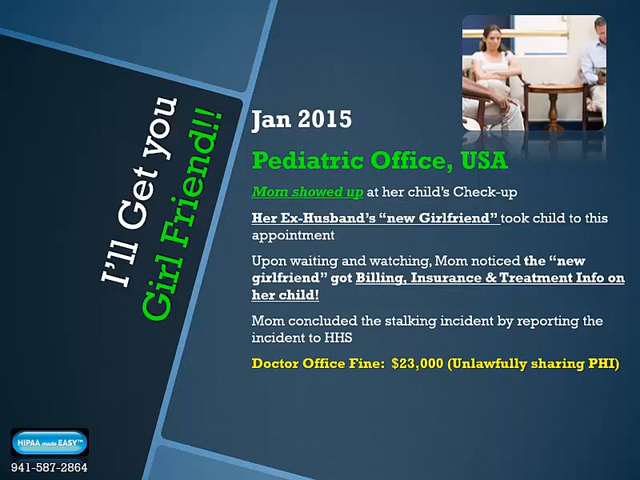 I'll Get you
Girl Friend!!
Jan 2015
Pediatric Office, USA
Mom showed up at her child's Check-up
Her Ex-Husband's "new Girlfriend" took child to this
appointment
Upon waiting and watching, Mom noticed the "new
girlfriend" got Billing, Insurance & Treatment Info on
her child!
Mom concluded the stalking incident by reporting the
incident to HHS
Doctor Office Fine: $23,000 (Unlawfully sharing PHI)
HIPAA made EASY™
941-587-2864